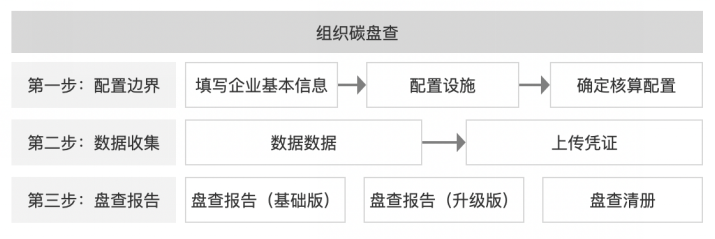 组织碳盘查
第一步：配置边界 填写企业基本信息 配置设施 确定核算配置
第二步：数据收集 数据数据 上传凭证
第三步：盘查报告 盘查报告（基础版） 盘查报告（升级版） 盘查清册